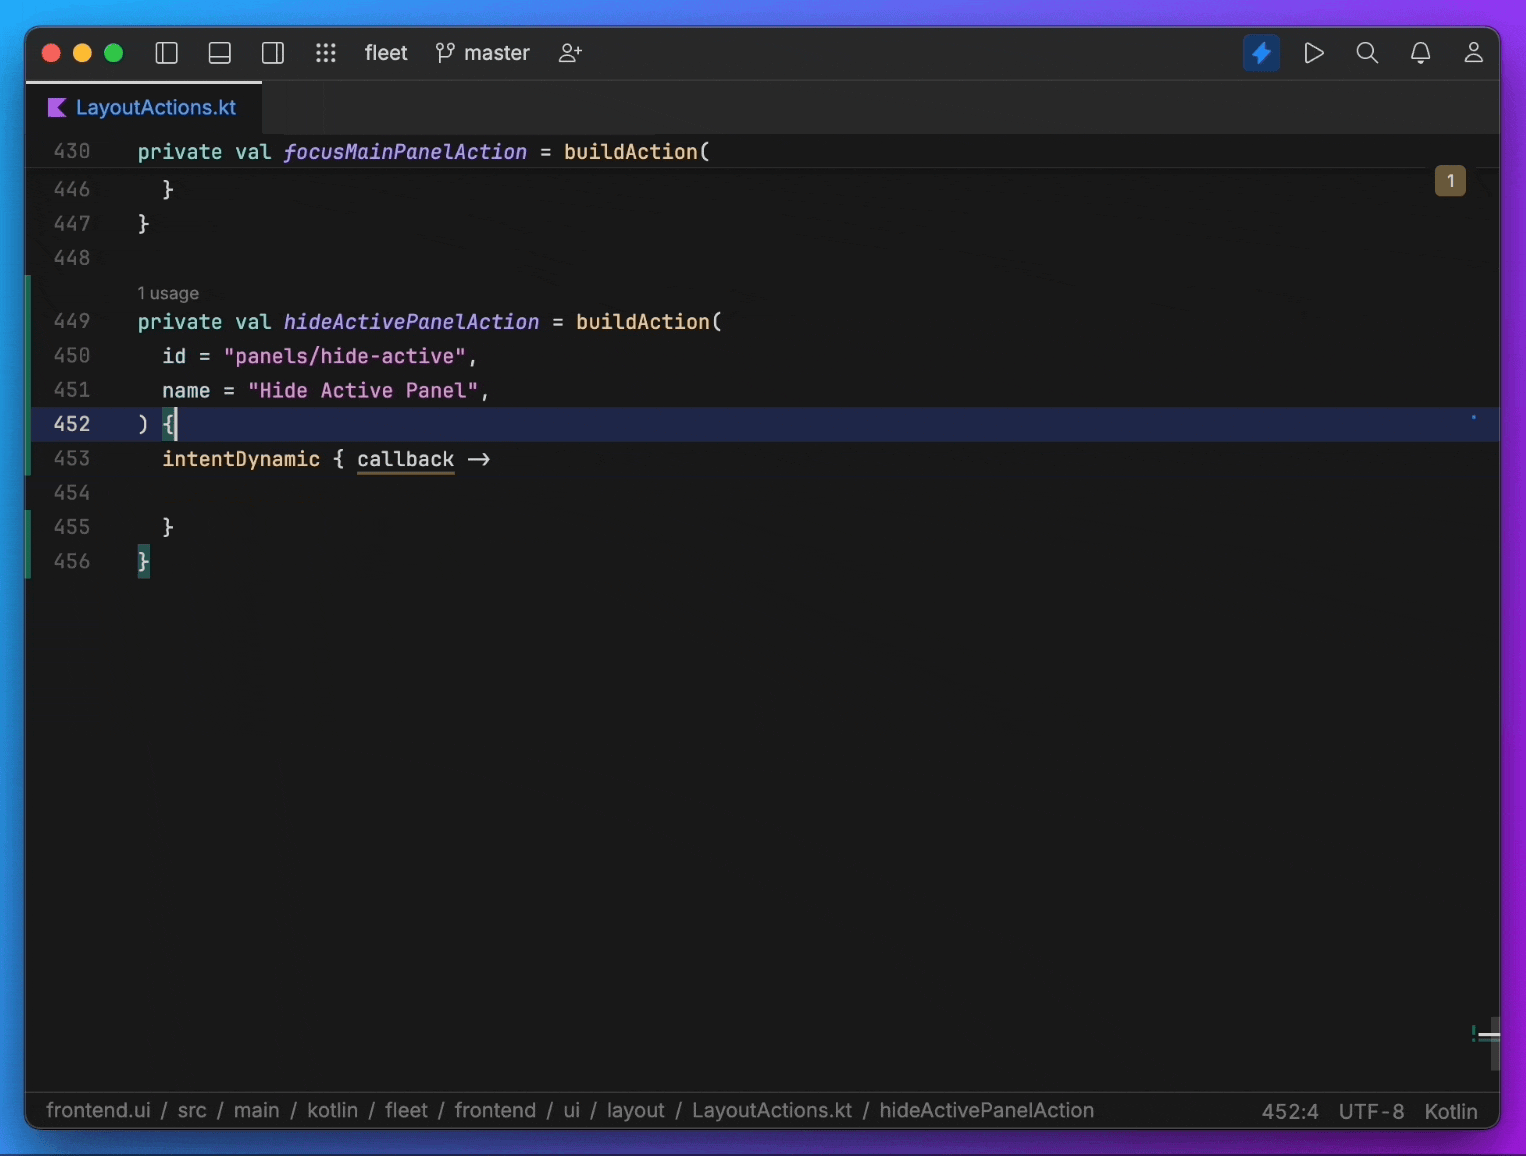 fleet master
LayoutActions.kt
430 private val focusMainPanelAction = buildAction(
1
446 }
447 }
448
1 usage
449 private val hideActivePanelAction = buildAction(
450 id = "panels/hide-active",
451 name = "Hide Active Panel",
452 ) {
453 intentDynamic { callback →
454
455 }
456 }
frontend.ui / src / main / kotlin / fleet / frontend / ui / layout / LayoutActions.kt / hideActivePanelAction 452:4 UTF-8 Kotlin